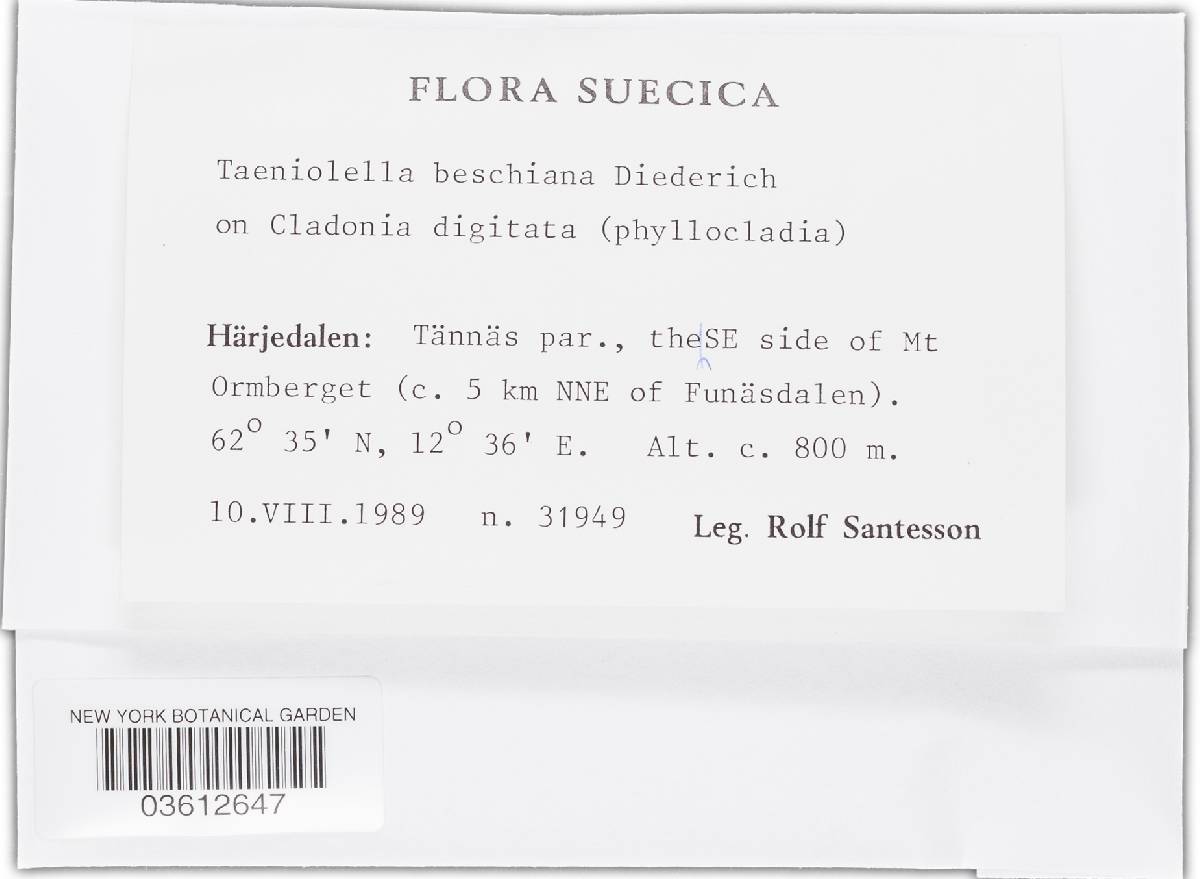 FLORA SUECICA
Taeniolella beschiana Diederich
on Cladonia digitata (phyllocladia)
Härjedalen: Tännäs par., the SE side of Mt
Ormberget (c. 5 km NNE of Funäsdalen).
62° 35' N, 12° 36' E. Alt. c. 800 m.
10.VIII.1989 n. 31949 Leg. Rolf Santesson
NEW YORK BOTANICAL GARDEN
03612647